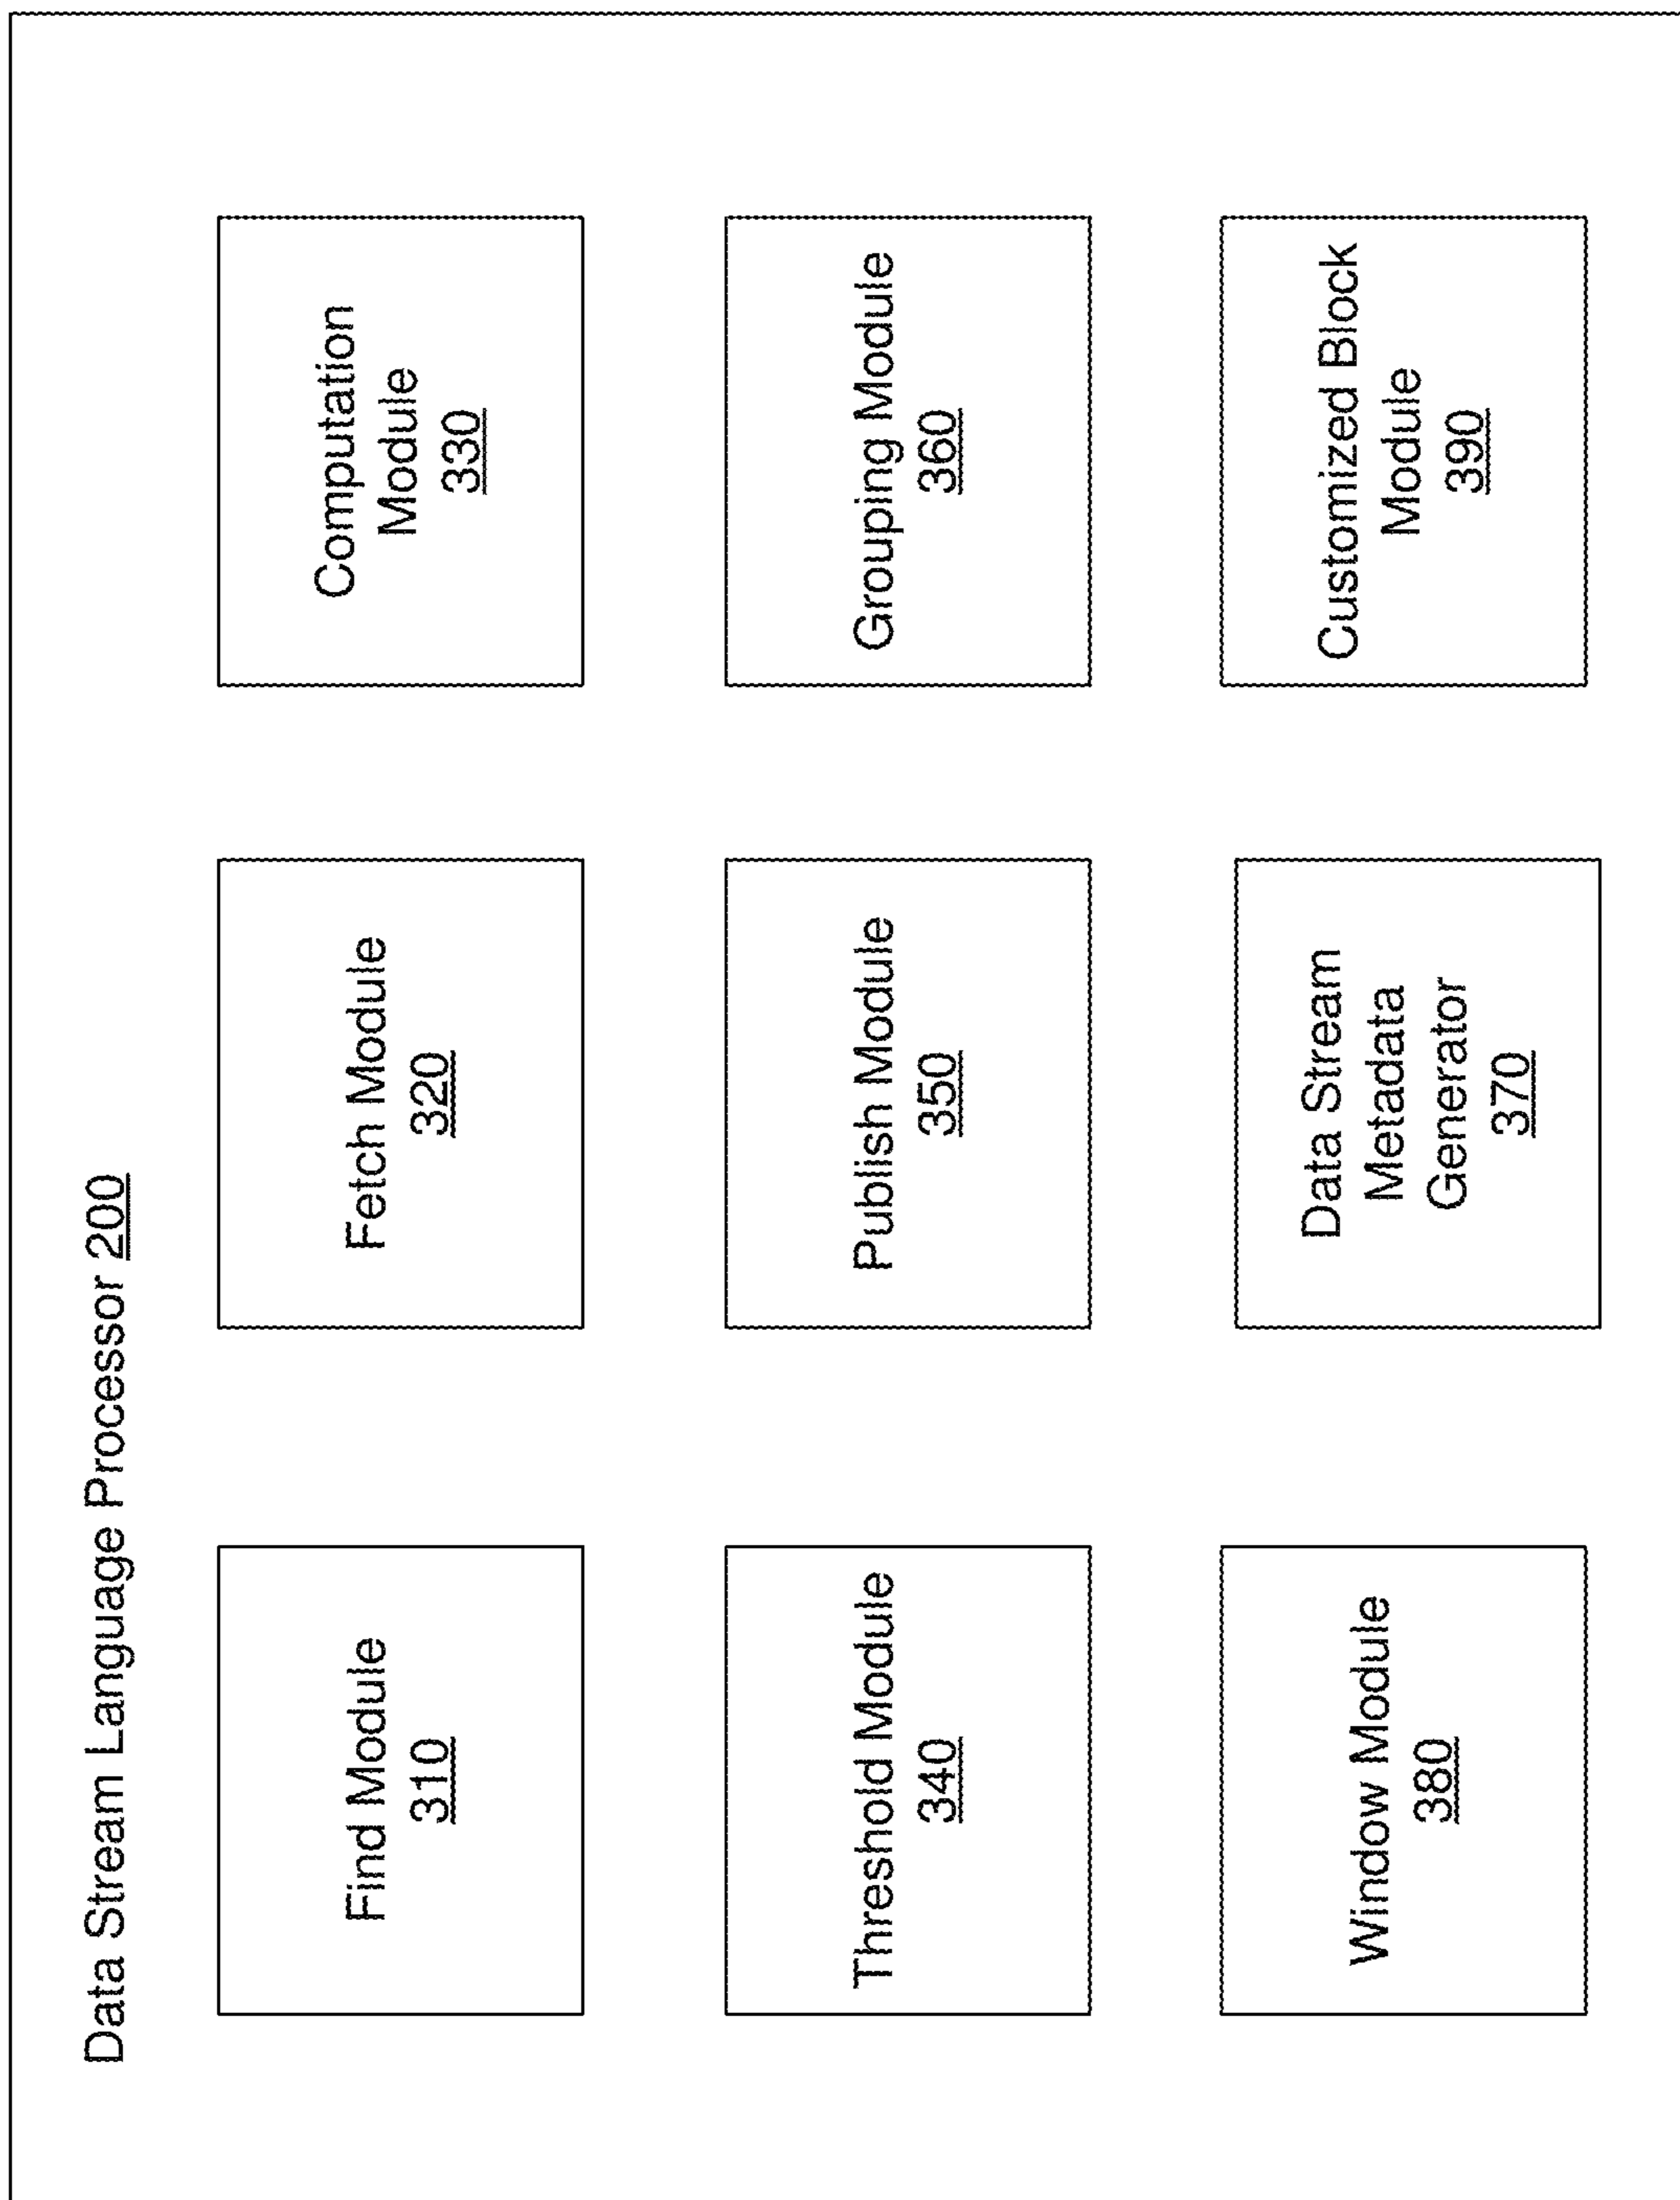 Data Stream Language Processor 200
Find Module
310
Fetch Module
320
Computation
Module
330
Threshold Module
340
Publish Module
350
Grouping Module
360
Window Module
380
Data Stream
Metadata
Generator
370
Customized Block
Module
390